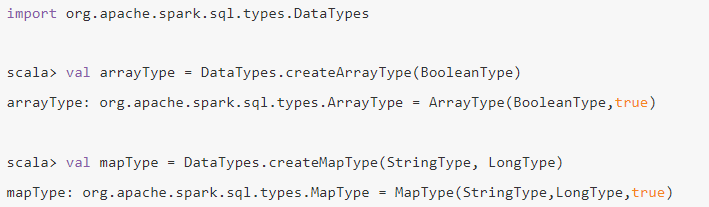 import org.apache.spark.sql.types.DataTypes
scala> val arrayType = DataTypes.createArrayType(BooleanType)
arrayType: org.apache.spark.sql.types.ArrayType = ArrayType(BooleanType,true)
scala> val mapType = DataTypes.createMapType(StringType, LongType)
mapType: org.apache.spark.sql.types.MapType = MapType(StringType,LongType,true)